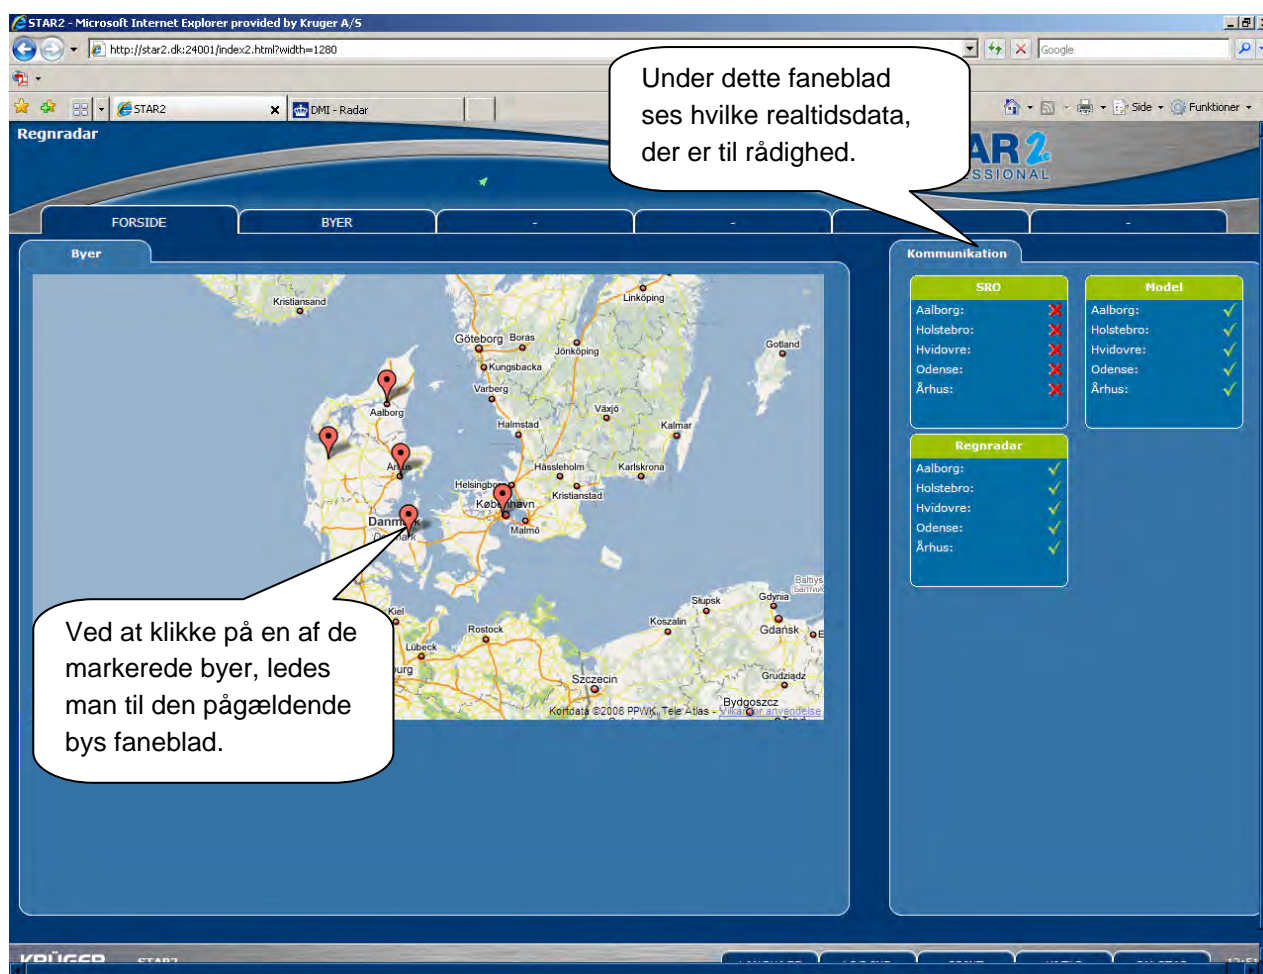 STAR2 - Microsoft Internet Explorer provided by Kruger A/S
http://star2.dk:24001/index2.html?width=1280
Google
STAR2
DMI - Radar
Side
Funktioner
Under dette faneblad
ses hvilke realtidsdata,
der er til rådighed.
Regnradar
FORSIDE
BYER
-
-
-
Byer
Kristiansand
Linköping
Göteborg
Borås
Jönköping
Gotland
Kungsbacka
Varberg
Växjö
Aalborg
Halmstad
Kalmar
Hässleholm
Karlskrona
Kristianstad
Malmö
Baltiys
Kiel
Rostock
Lübeck
Słupsk
Gdynia
Koszalin
Gdańsk
Szczecin
Grudziądz
Bydgoszcz
Kortdata ©2008 PPWK, Tele Atlas - Vilkår for anvendelse
Ved at klikke på en af de
markerede byer, ledes
man til den pågældende
bys faneblad.
Kommunikation
SRO
Aalborg:
Holstebro:
Hvidovre:
Odense:
Århus:
Model
Aalborg:
Holstebro:
Hvidovre:
Odense:
Århus:
Regnradar
Aalborg:
Holstebro:
Hvidovre:
Odense:
Århus:
KRÜGER
STAR2